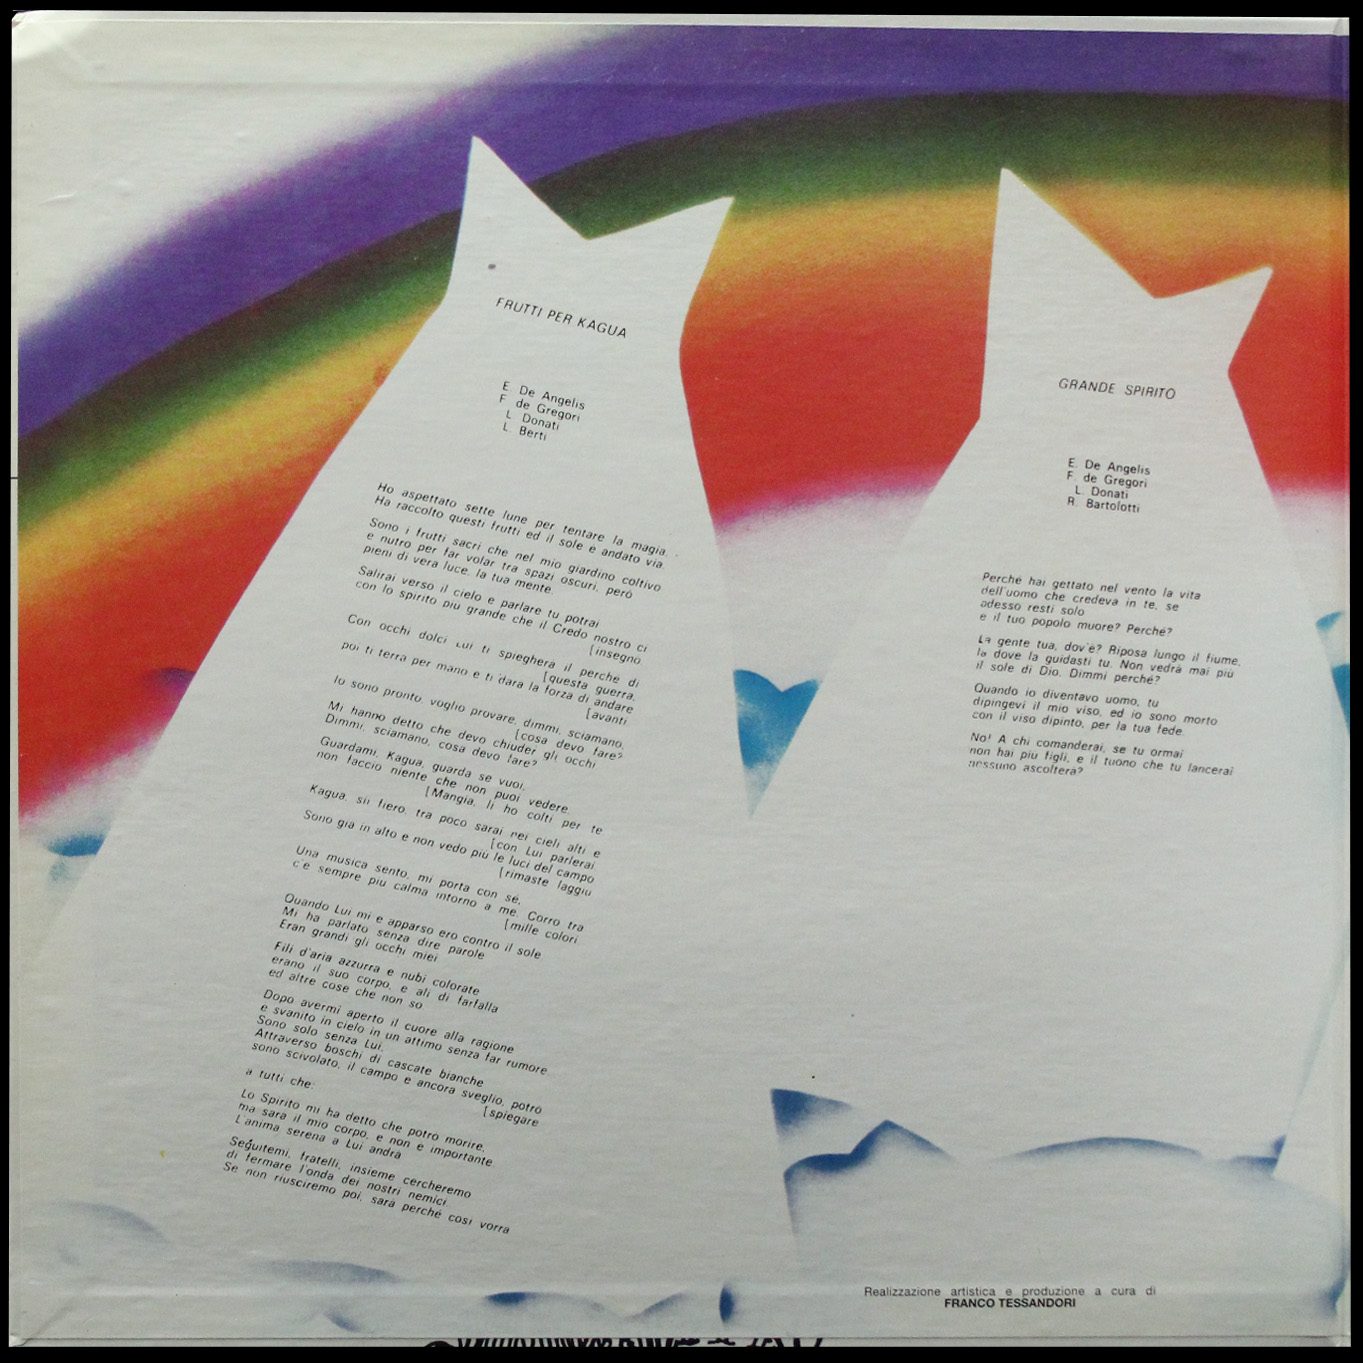 FRUTTI PER KAGUA
E. De Angelis
F. de Gregori
L. Donati
L. Berti
Ho aspettato sette lune per tentare la magia.
Ha raccolto questi frutti ed il sole e andato via.
Sono i frutti sacri che nel mio giardino coltivo
e nutro per far volar tra spazi oscuri, però
pieni di vera luce, la tua mente.
Salirai verso il cielo e parlare tu potrai
con lo spirito più grande che il Credo nostro ci
[insegno
Con occhi dolci Lui ti spieghera il perche di
[questa guerra,
poi ti terra per mano e ti dara la forza di andare
[avanti
Io sono pronto, voglio provare, dimmi, sciamano,
[cosa devo fare?
Mi hanno detto che devo chiuder gli occhi
Dimmi, sciamano, cosa devo fare?
Guardami, Kagua, guarda se vuoi,
non faccio niente che non puoi vedere.
[Mangia, li ho colti per te
Kagua, sii fiero, tra poco sarai nei cieli alti e
[con Lui parlerai
Sono già in alto e non vedo più le luci del campo
[rimaste laggiu
Una musica sento, mi porta con sé,
c'e sempre più calma intorno a me. Corro tra
[mille colori
Quando Lui mi e apparso ero contro il sole
Mi ha parlato senza dire parole
Eran grandi gli occhi miei
Fili d'aria azzurra e nubi colorate
erano il suo corpo, e ali di farfalla
ed altre cose che non so
Dopo avermi aperto il cuore alla ragione
e svanito in cielo in un attimo senza far rumore
Sono solo senza Lui,
Attraverso boschi di cascate bianche
sono scivolato, il campo e ancora sveglio, potrò
[spiegare
a tutti che:
Lo Spirito mi ha detto che potrò morire,
ma sara il mio corpo, e non e importante
L'anima serena a Lui andrà
Seguitemi, fratelli, insieme cercheremo
di fermare l'onda dei nostri nemici
Se non riusciremo poi, sarà perché così vorra
GRANDE SPIRITO
E. De Angelis
F. de Gregori
L. Donati
R. Bartolotti
Perché hai gettato nel vento la vita
dell'uomo che credeva in te, se
adesso resti solo
e il tuo popolo muore? Perché?
La gente tua, dov'è? Riposa lungo il fiume,
la dove la guidasti tu. Non vedrà mai più
il sole di Dio. Dimmi perché?
Quando io diventavo uomo, tu
dipingevi il mio viso, ed io sono morto
con il viso dipinto, per la tua fede.
No! A chi comanderai, se tu ormai
non hai più figli, e il tuono che tu lancerai
nessuno ascolterà?
Realizzazione artistica e produzione a cura di
FRANCO TESSANDORI